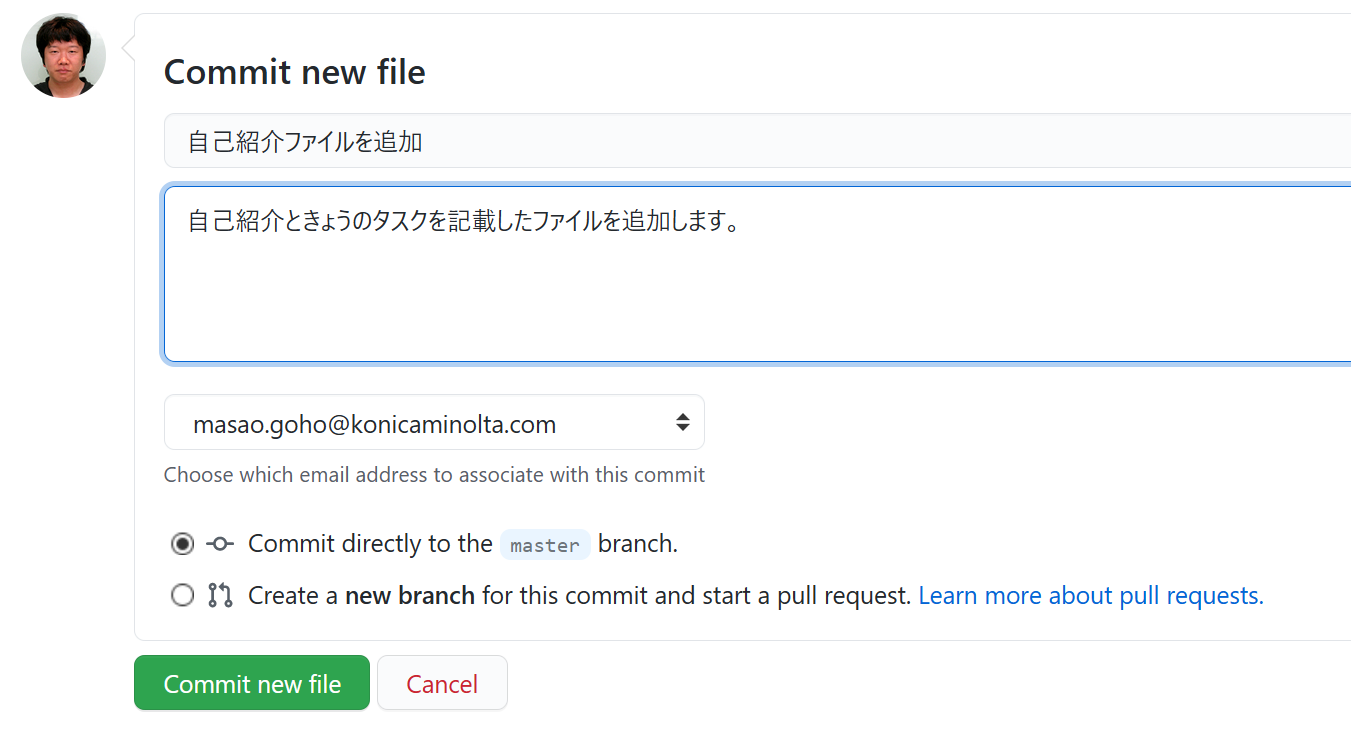 Commit new file
自己紹介ファイルを追加
自己紹介ときょうのタスクを記載したファイルを追加します。
masao.goho@konicaminolta.com
Choose which email address to associate with this commit
Commit directly to the master branch.
Create a new branch for this commit and start a pull request. Learn more about pull requests.
Commit new file Cancel